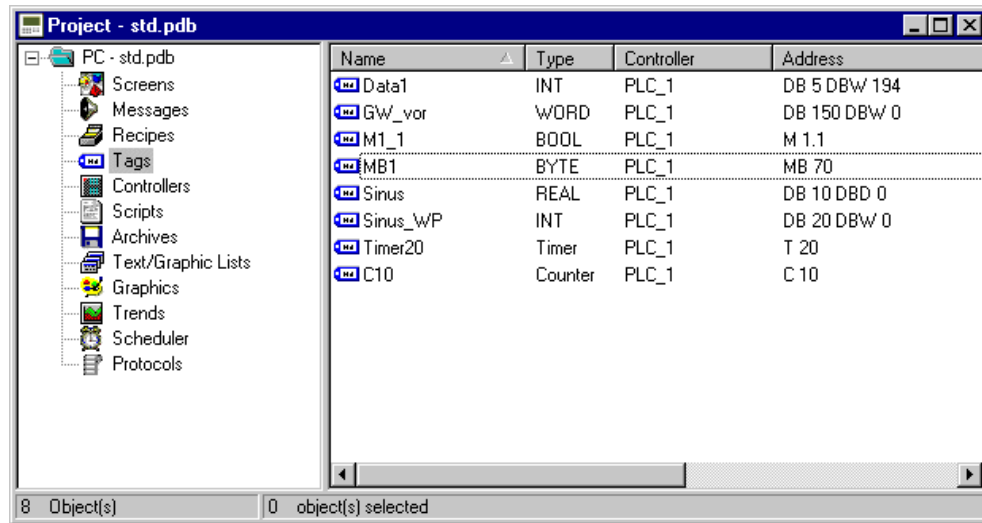 Project - std.pdb
PC - std.pdb
Screens
Messages
Recipes
Tags
Controllers
Scripts
Archives
Text/Graphic Lists
Graphics
Trends
Scheduler
Protocols
Name Type Controller Address
Data1 INT PLC_1 DB 5 DBW 194
GW_vor WORD PLC_1 DB 150 DBW 0
M1_1 BOOL PLC_1 M 1.1
MB1 BYTE PLC_1 MB 70
Sinus REAL PLC_1 DB 10 DBD 0
Sinus_WP INT PLC_1 DB 20 DBW 0
Timer20 Timer PLC_1 T 20
C10 Counter PLC_1 C 10
8 Object(s) 0 object(s) selected